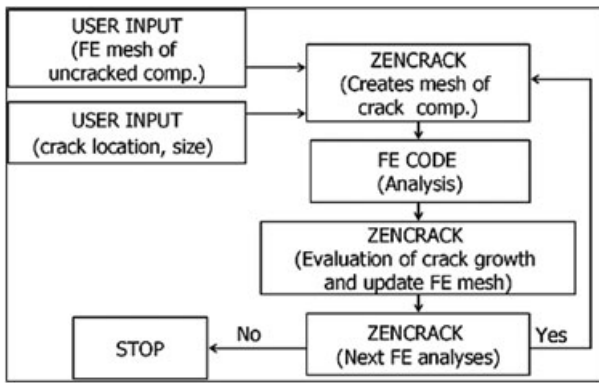 USER INPUT
(FE mesh of
uncracked comp.)
USER INPUT
(crack location, size)
ZENCRACK
(Creates mesh of
crack comp.)
FE CODE
(Analysis)
ZENCRACK
(Evaluation of crack growth
and update FE mesh)
ZENCRACK
(Next FE analyses)
Yes
No
STOP